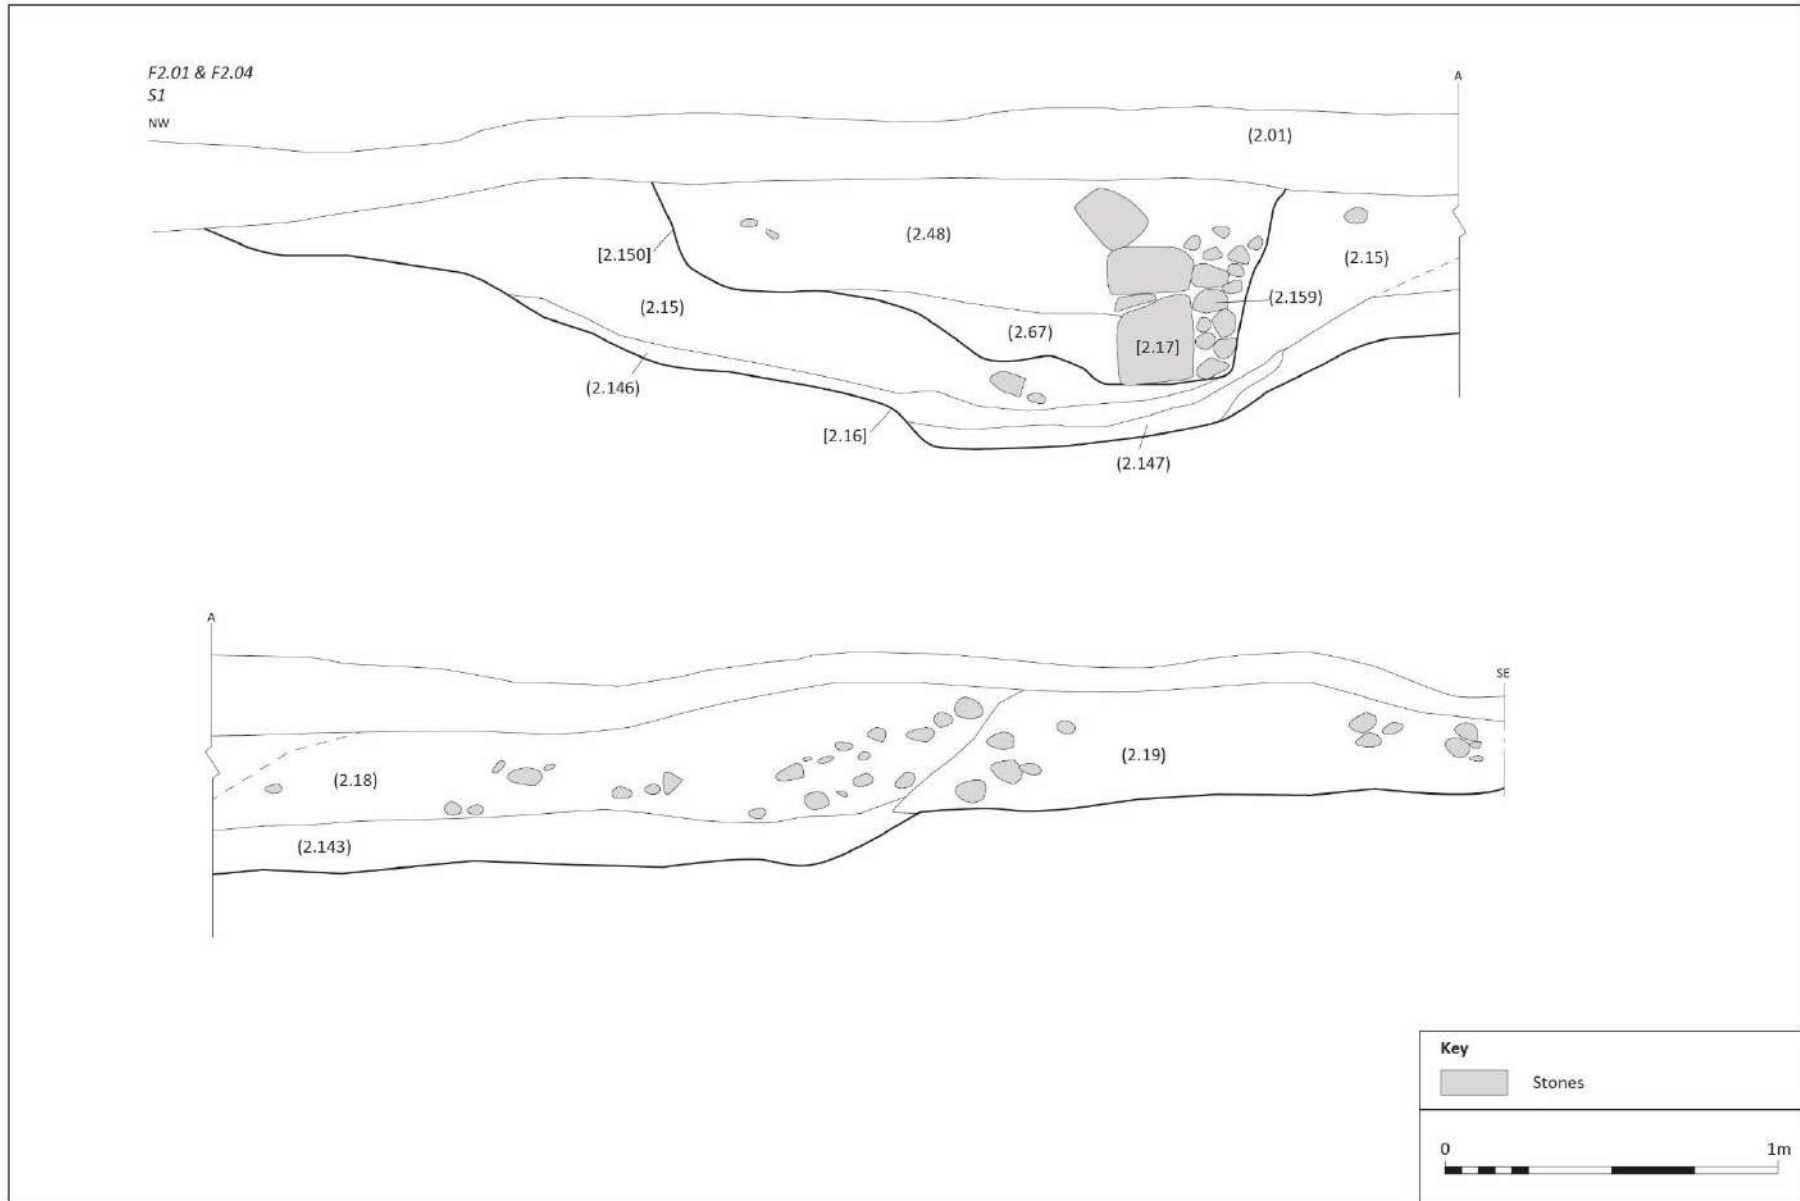 F2.01 & F2.04
S1
NW
A
(2.01)
(2.48)
[2.150]
(2.15)
(2.15)
(2.159)
(2.67)
[2.17]
(2.146)
[2.16]
(2.147)
A
SE
(2.18)
(2.19)
(2.143)
Key
Stones
0 1m